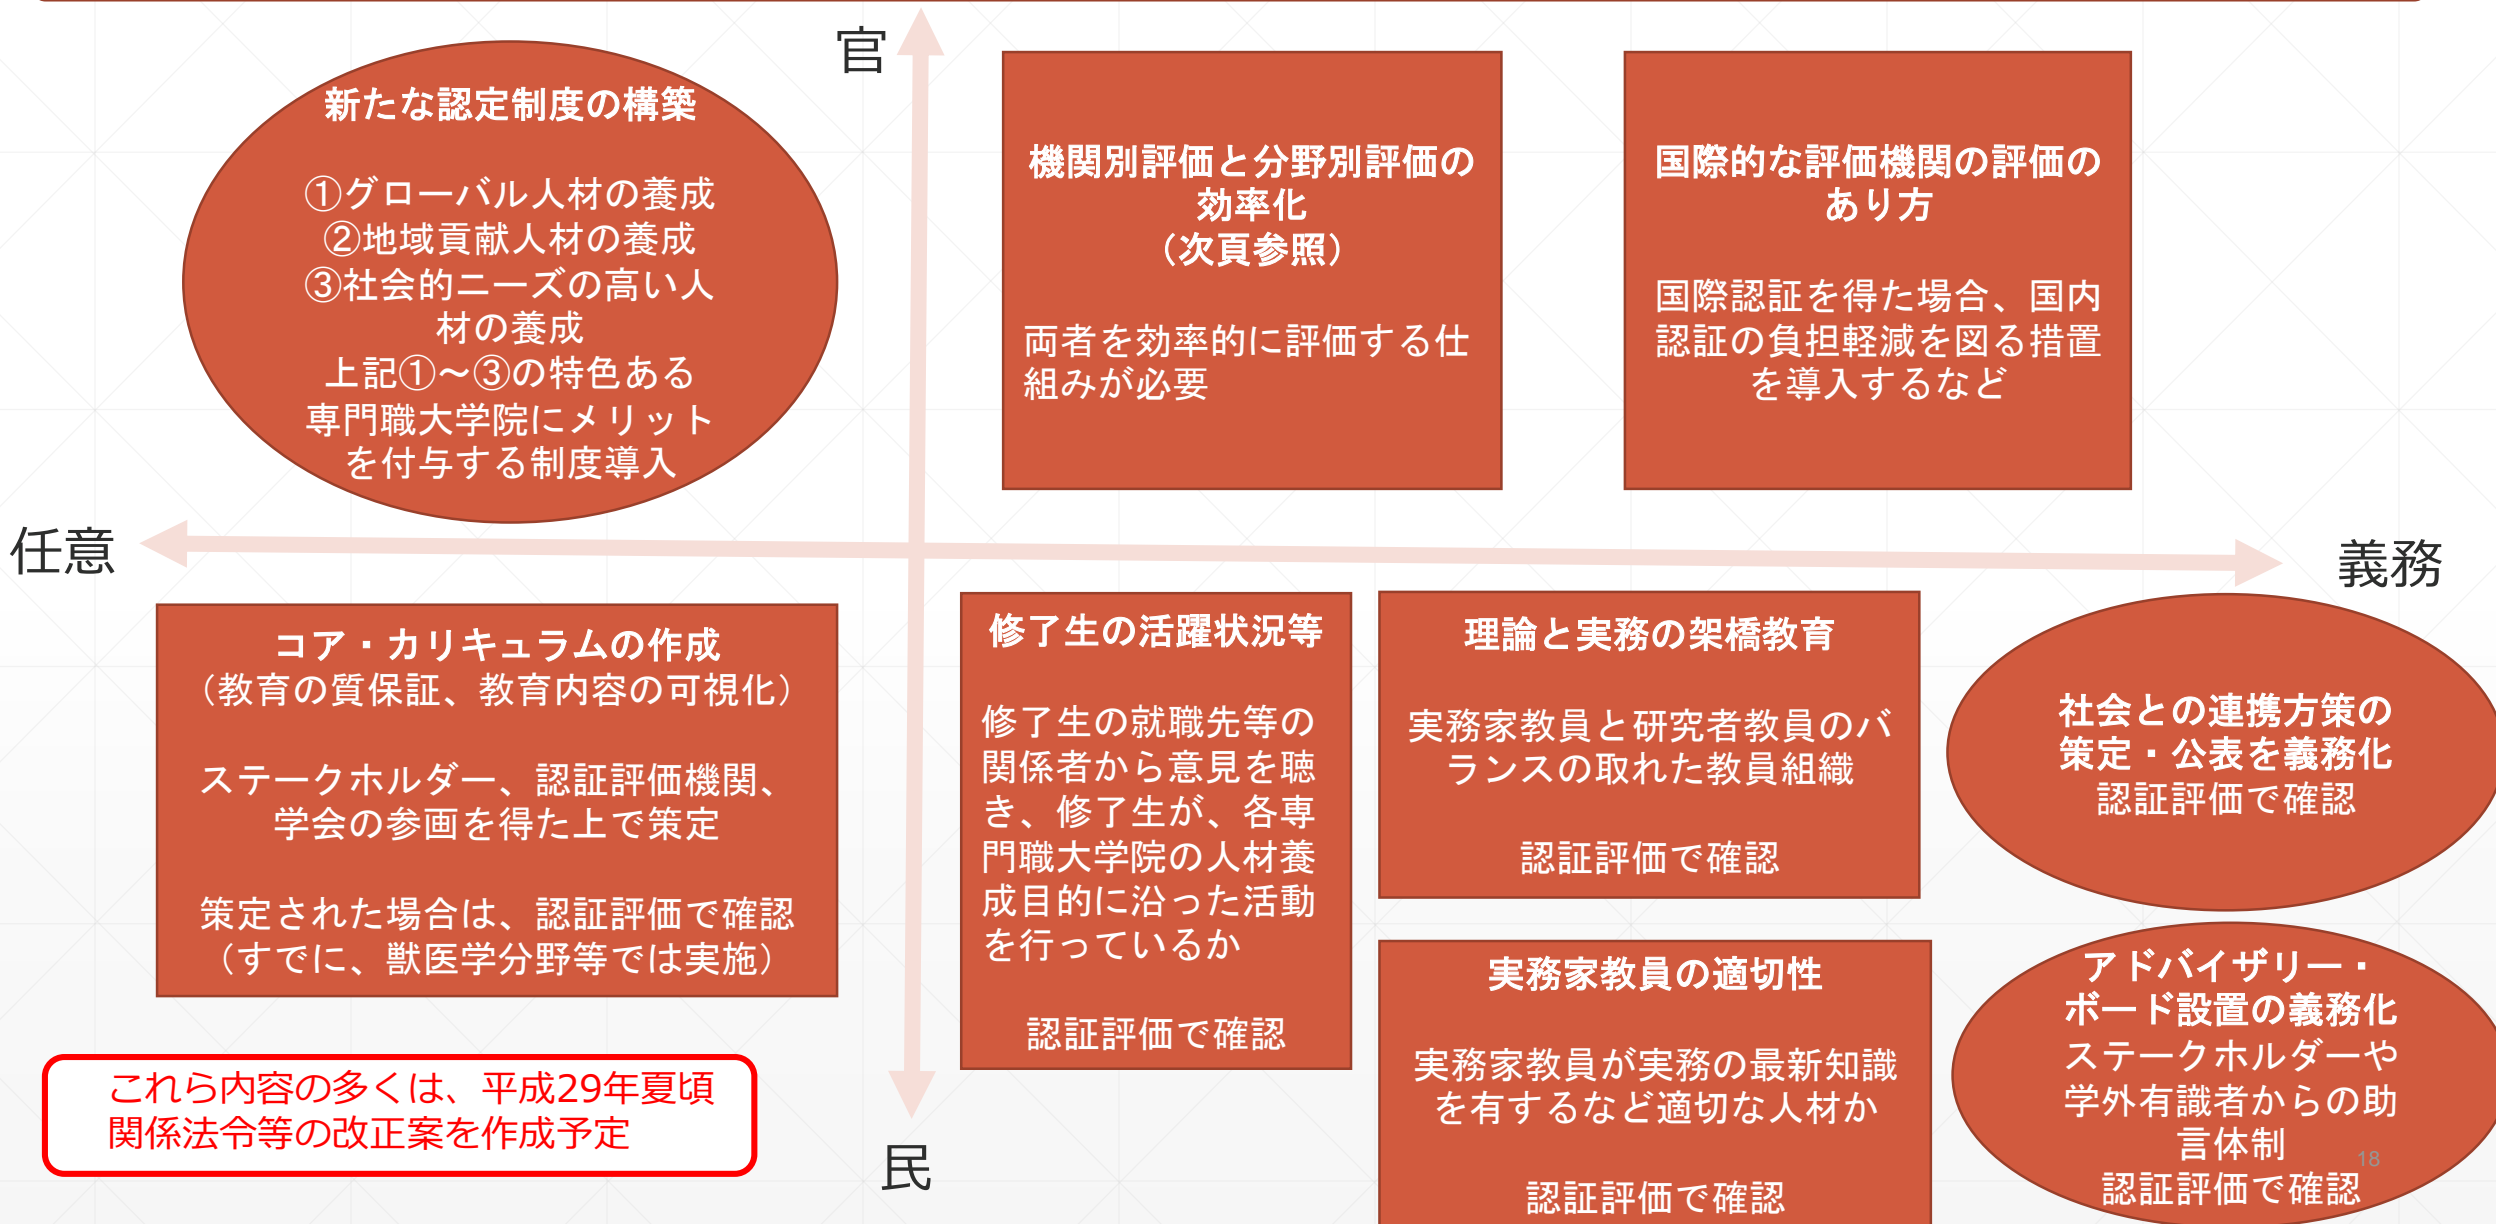 官
新たな認定制度の構築
①グローバル人材の養成
②地域貢献人材の養成
③社会的ニーズの高い人
材の養成
上記①～③の特色ある
専門職大学院にメリット
を付与する制度導入
機関別評価と分野別評価の
効率化
（次頁参照）
両者を効率的に評価する仕
組みが必要
国際的な評価機関の評価の
あり方
国際認証を得た場合、国内
認証の負担軽減を図る措置
を導入するなど
任意
義務
コア・カリキュラムの作成
（教育の質保証、教育内容の可視化）
ステークホルダー、認証評価機関、
学会の参画を得た上で策定
策定された場合は、認証評価で確認
（すでに、獣医学分野等では実施）
修了生の活躍状況等
修了生の就職先等の
関係者から意見を聴
き、修了生が、各専
門職大学院の人材養
成目的に沿った活動
を行っているか
認証評価で確認
理論と実務の架橋教育
実務家教員と研究者教員のバ
ランスの取れた教員組織
認証評価で確認
社会との連携方策の
策定・公表を義務化
認証評価で確認
実務家教員の適切性
実務家教員が実務の最新知識
を有するなど適切な人材か
認証評価で確認
アドバイザリー・
ボード設置の義務化
ステークホルダーや
学外有識者からの助
言体制
認証評価で確認
これら内容の多くは、平成29年夏頃
関係法令等の改正案を作成予定
民
18